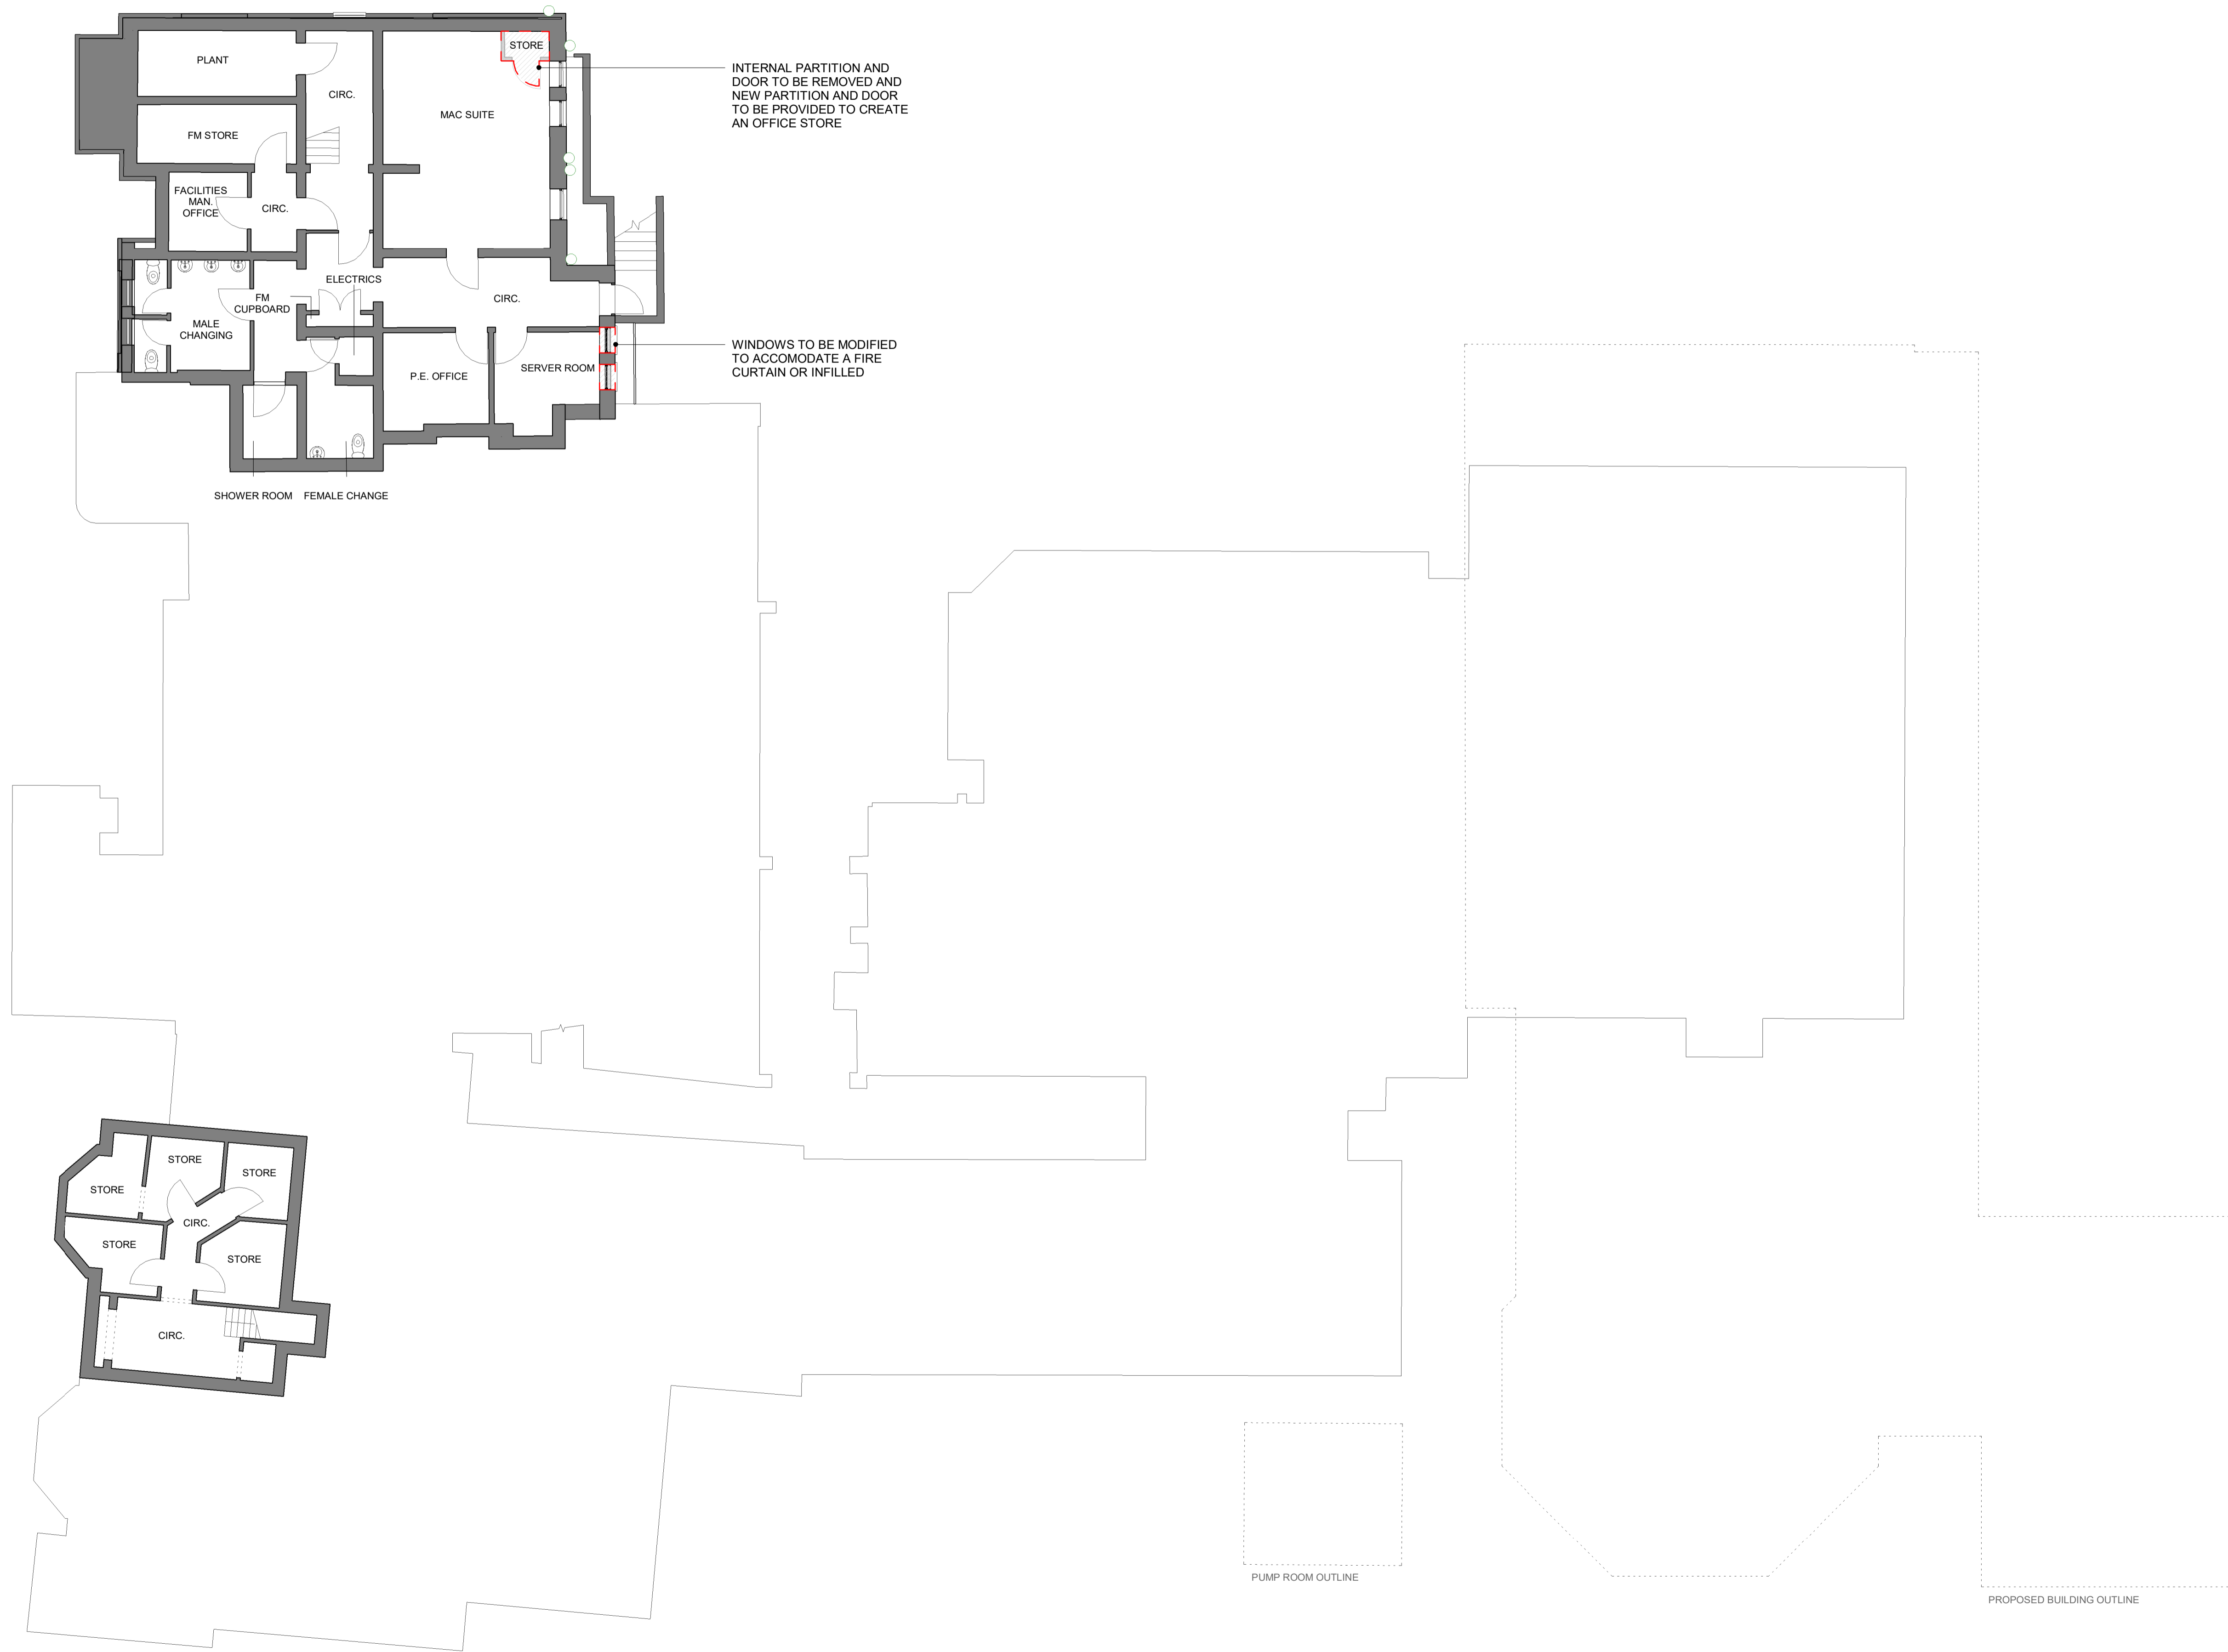 STORE
PLANT
INTERNAL PARTITION AND
DOOR TO BE REMOVED AND
NEW PARTITION AND DOOR
TO BE PROVIDED TO CREATE
AN OFFICE STORE
CIRC.
MAC SUITE
FM STORE
FACILITIES
MAN.
OFFICE
CIRC.
ELECTRICS
FM
CUPBOARD
CIRC.
MALE
CHANGING
WINDOWS TO BE MODIFIED
TO ACCOMODATE A FIRE
CURTAIN OR INFILLED
SERVER ROOM
P.E. OFFICE
SHOWER ROOM
FEMALE CHANGE
STORE
STORE
STORE
CIRC.
STORE
STORE
CIRC.
PUMP ROOM OUTLINE
PROPOSED BUILDING OUTLINE